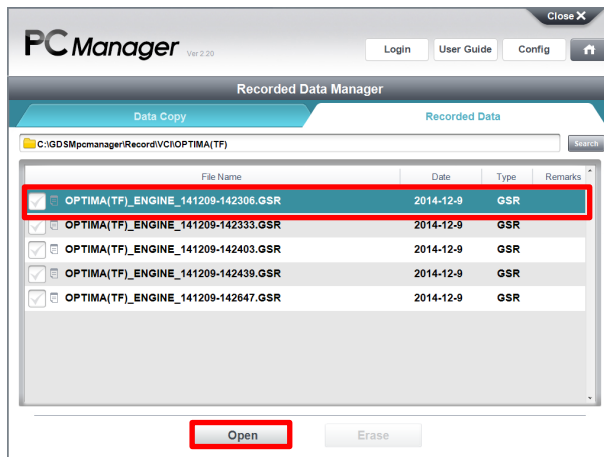 Close X
PC Manager Ver 2.20
Login User Guide Config
Recorded Data Manager
Data Copy Recorded Data
C:\GDSMpcmanager\Record\VCI\OPTIMA(TF) Search
File Name Date Type Remarks
OPTIMA(TF)_ENGINE_141209-142306.GSR 2014-12-9 GSR
OPTIMA(TF)_ENGINE_141209-142333.GSR 2014-12-9 GSR
OPTIMA(TF)_ENGINE_141209-142403.GSR 2014-12-9 GSR
OPTIMA(TF)_ENGINE_141209-142439.GSR 2014-12-9 GSR
OPTIMA(TF)_ENGINE_141209-142647.GSR 2014-12-9 GSR
Open Erase